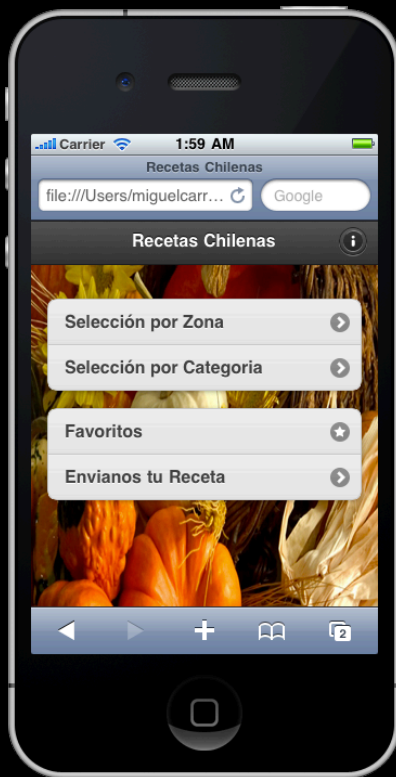 Carrier 1:59 AM
Recetas Chilenas
file:///Users/miguelcarr... Google
Recetas Chilenas
Selección por Zona
Selección por Categoria
Favoritos
Envianos tu Receta
2